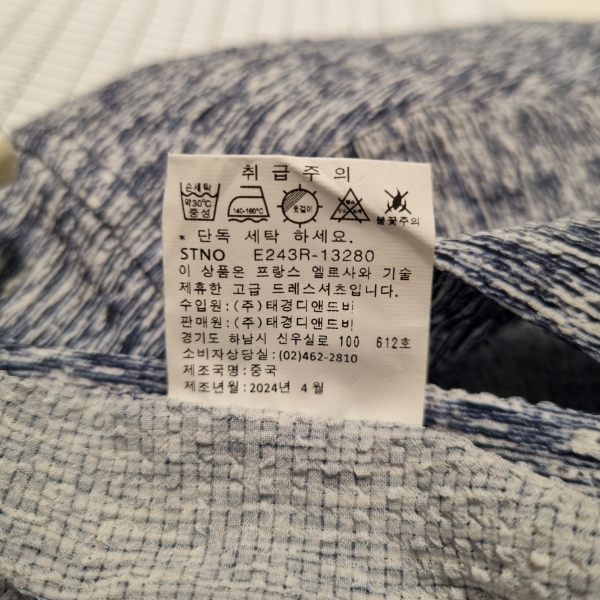 취급주의
손세탁 약30℃ 중성 140-160℃ 옷걸이 불꽃주의
* 단독 세탁 하세요.
STNO E243R-13280
이 상품은 프랑스 엘르사와 기술
제휴한 고급 드레스셔츠입니다.
수입원:(주)태경디앤드비
판매원:(주)태경디앤드비
경기도 하남시 신우실로 100 612호
소비자상담실:(02)462-2810
제조국명:중국
제조년월:2024년 4월